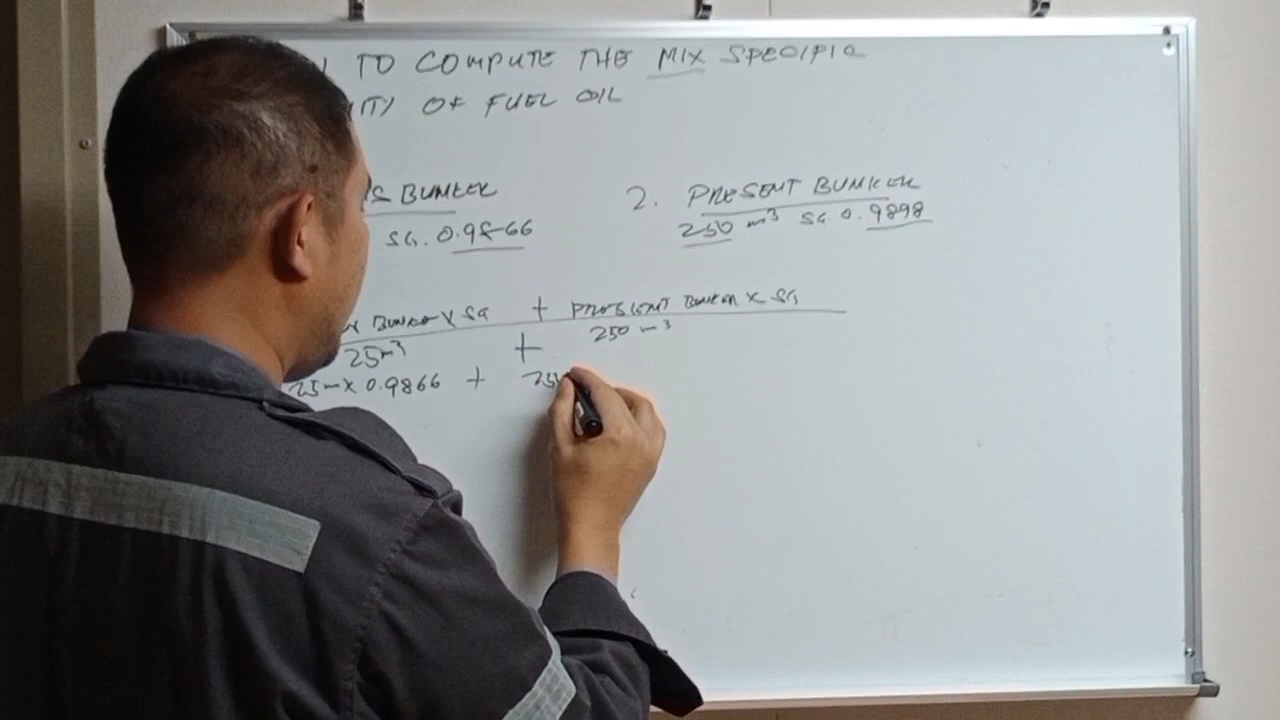 TO COMPUTE THE MIX SPECIFIC
ITY OF FUEL OIL
S BUNKER
SG. 0.9866
2. PRESENT BUNKER
250 m³ SG. 0.9898
BUNKER X SG + PRESENT BUNKER X SG
25m³ + 250 m³
25m X 0.9866 + 250